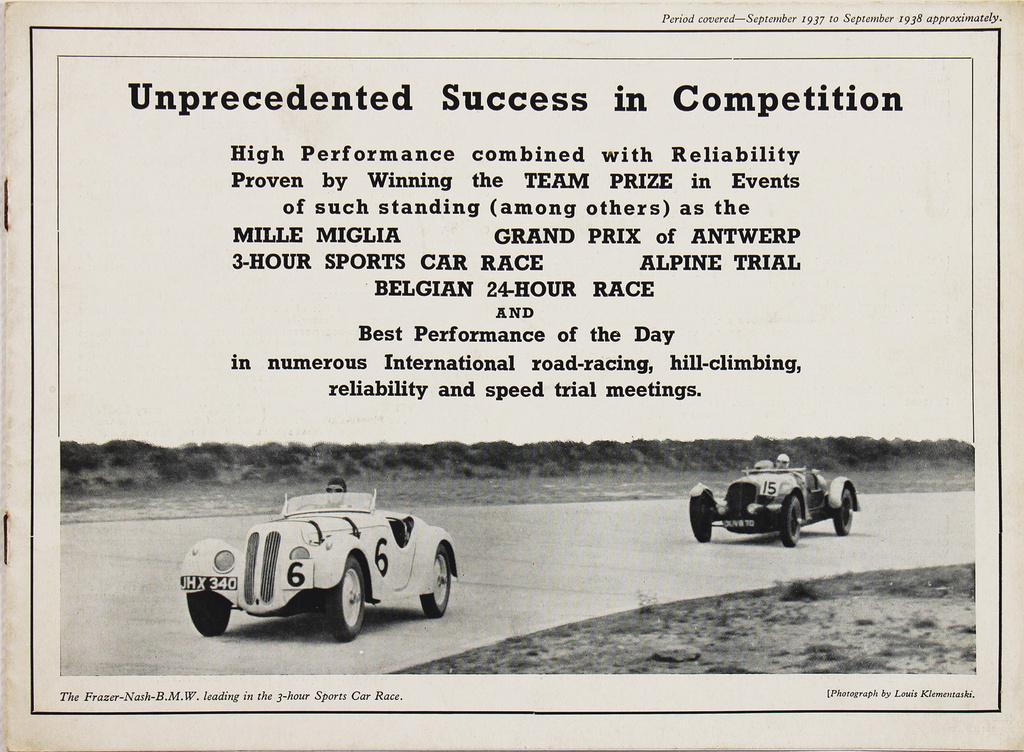 Period covered—September 1937 to September 1938 approximately.
Unprecedented Success in Competition
High Performance combined with Reliability
Proven by Winning the TEAM PRIZE in Events
of such standing (among others) as the
MILLE MIGLIA GRAND PRIX of ANTWERP
3-HOUR SPORTS CAR RACE ALPINE TRIAL
BELGIAN 24-HOUR RACE
AND
Best Performance of the Day
in numerous International road-racing, hill-climbing,
reliability and speed trial meetings.
15
6
6
JHX 340
The Frazer-Nash-B.M.W. leading in the 3-hour Sports Car Race.
[Photograph by Louis Klementaski.